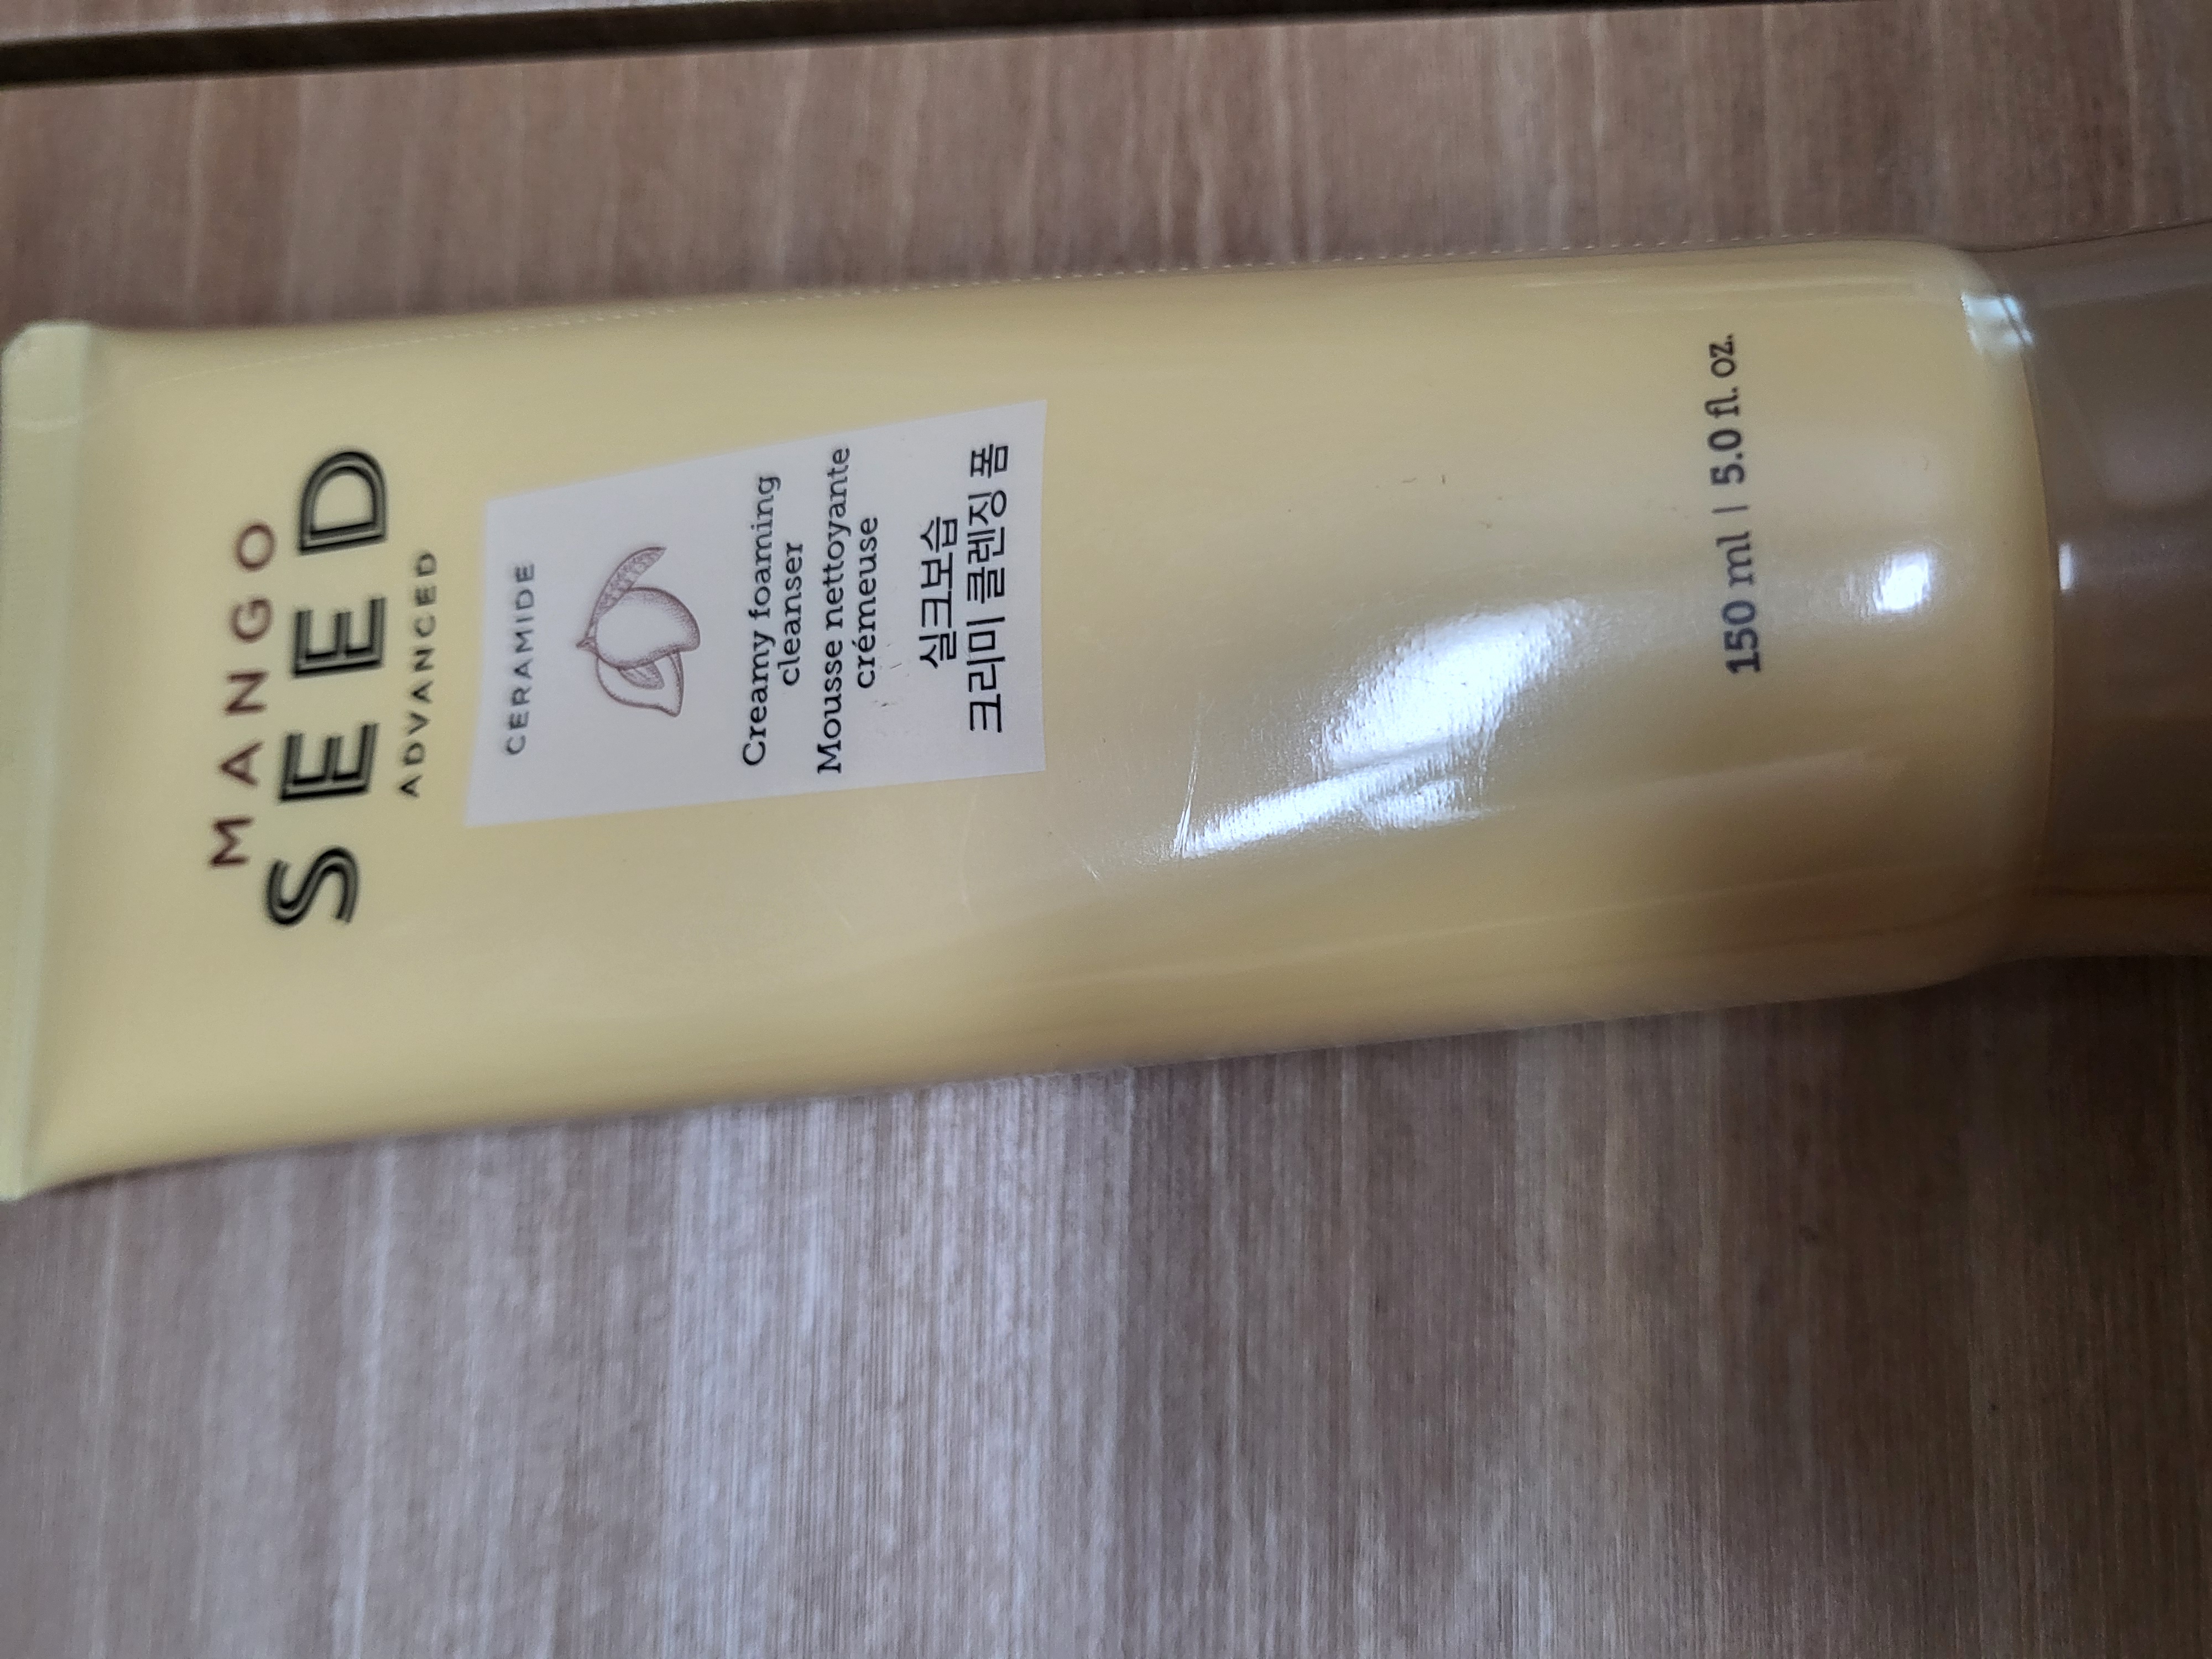 MANGO
SEED
ADVANCED
CERAMIDE
Creamy foaming
cleanser
Mousse nettoyante
crémeuse
실크보습
크리미 클렌징 폼
150 ml | 5.0 fl. oz.